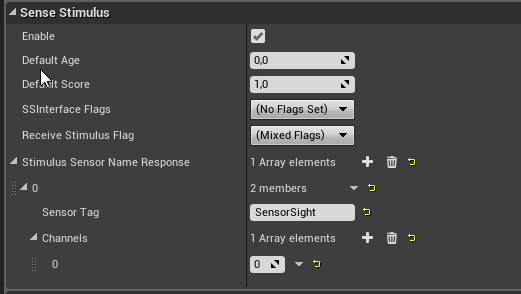 Sense Stimulus
Enable
Default Age 0,0
Default Score 1,0
SSInterface Flags (No Flags Set)
Receive Stimulus Flag (Mixed Flags)
Stimulus Sensor Name Response 1 Array elements
0 2 members
Sensor Tag SensorSight
Channels 1 Array elements
0 0